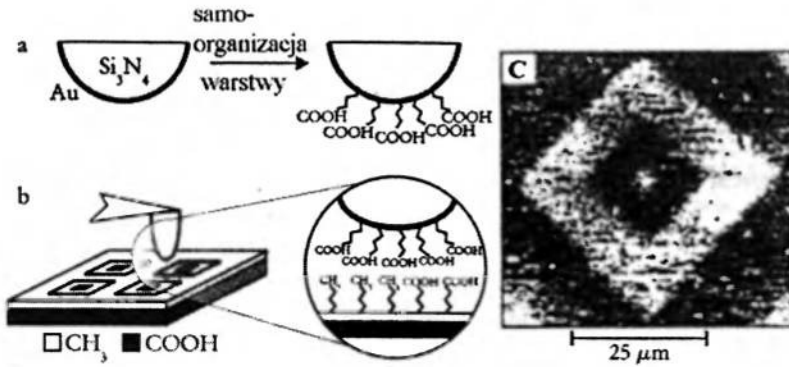 a
Au
Si₃N₄
samo-
organizacja
warstwy
COOH COOH COOH COOH COOH
b
COOH COOH COOH COOH COOH
CH₃ CH₃ CH₃ COOH COOH
□CH₃ ■COOH
C
25 μm